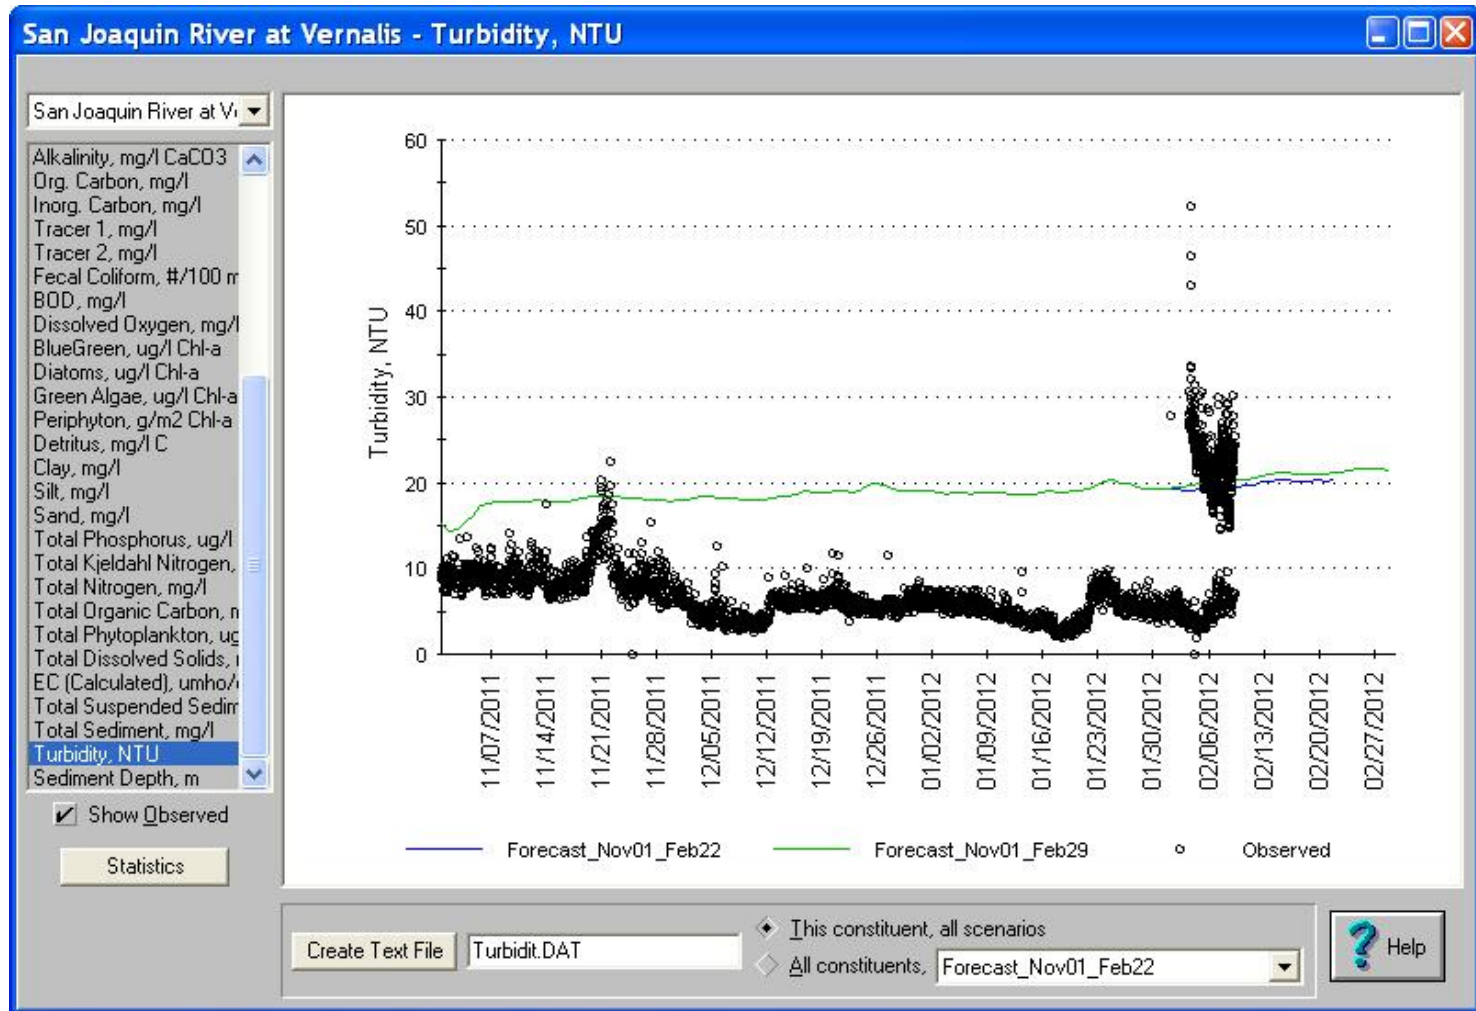 San Joaquin River at Vernalis - Turbidity, NTU
San Joaquin River at V
Alkalinity, mg/l CaCO3
Org. Carbon, mg/l
Inorg. Carbon, mg/l
Tracer 1, mg/l
Tracer 2, mg/l
Fecal Coliform, #/100 m
BOD, mg/l
Dissolved Oxygen, mg/l
BlueGreen, ug/l Chl-a
Diatoms, ug/l Chl-a
Green Algae, ug/l Chl-a
Periphyton, g/m2 Chl-a
Detritus, mg/l C
Clay, mg/l
Silt, mg/l
Sand, mg/l
Total Phosphorus, ug/l
Total Kjeldahl Nitrogen,
Total Nitrogen, mg/l
Total Organic Carbon, m
Total Phytoplankton, ug
Total Dissolved Solids,
EC (Calculated), umho/
Total Suspended Sedim
Total Sediment, mg/l
Turbidity, NTU
Sediment Depth, m
Show Observed
Statistics
Turbidity, NTU
60
50
40
30
20
10
0
11/07/2011
11/14/2011
11/21/2011
11/28/2011
12/05/2011
12/12/2011
12/19/2011
12/26/2011
01/02/2012
01/09/2012
01/16/2012
01/23/2012
01/30/2012
02/06/2012
02/13/2012
02/20/2012
02/27/2012
Forecast_Nov01_Feb22
Forecast_Nov01_Feb29
Observed
Create Text File
Turbidit.DAT
This constituent, all scenarios
All constituents,
Forecast_Nov01_Feb22
Help